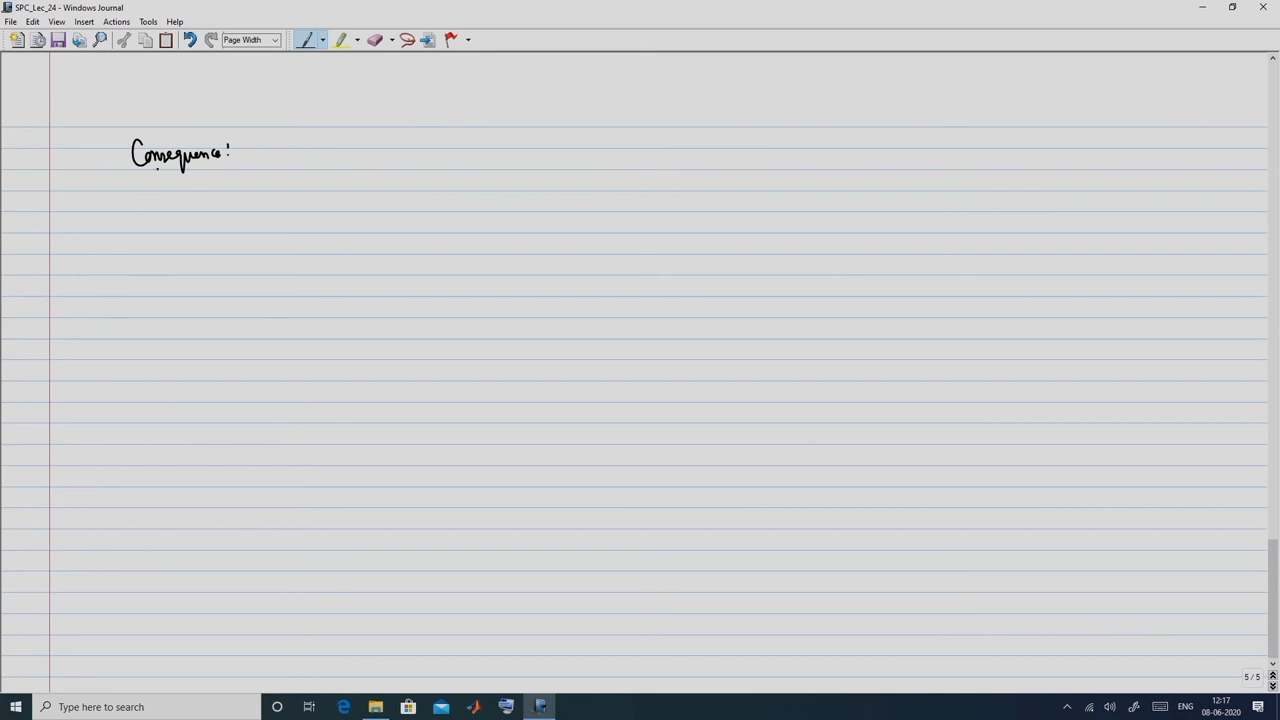 SPC_Lec_24 - Windows Journal
File Edit View Insert Actions Tools Help
Page Width
Consequence:
5 / 5
Type here to search
ENG
12:17
08-06-2020